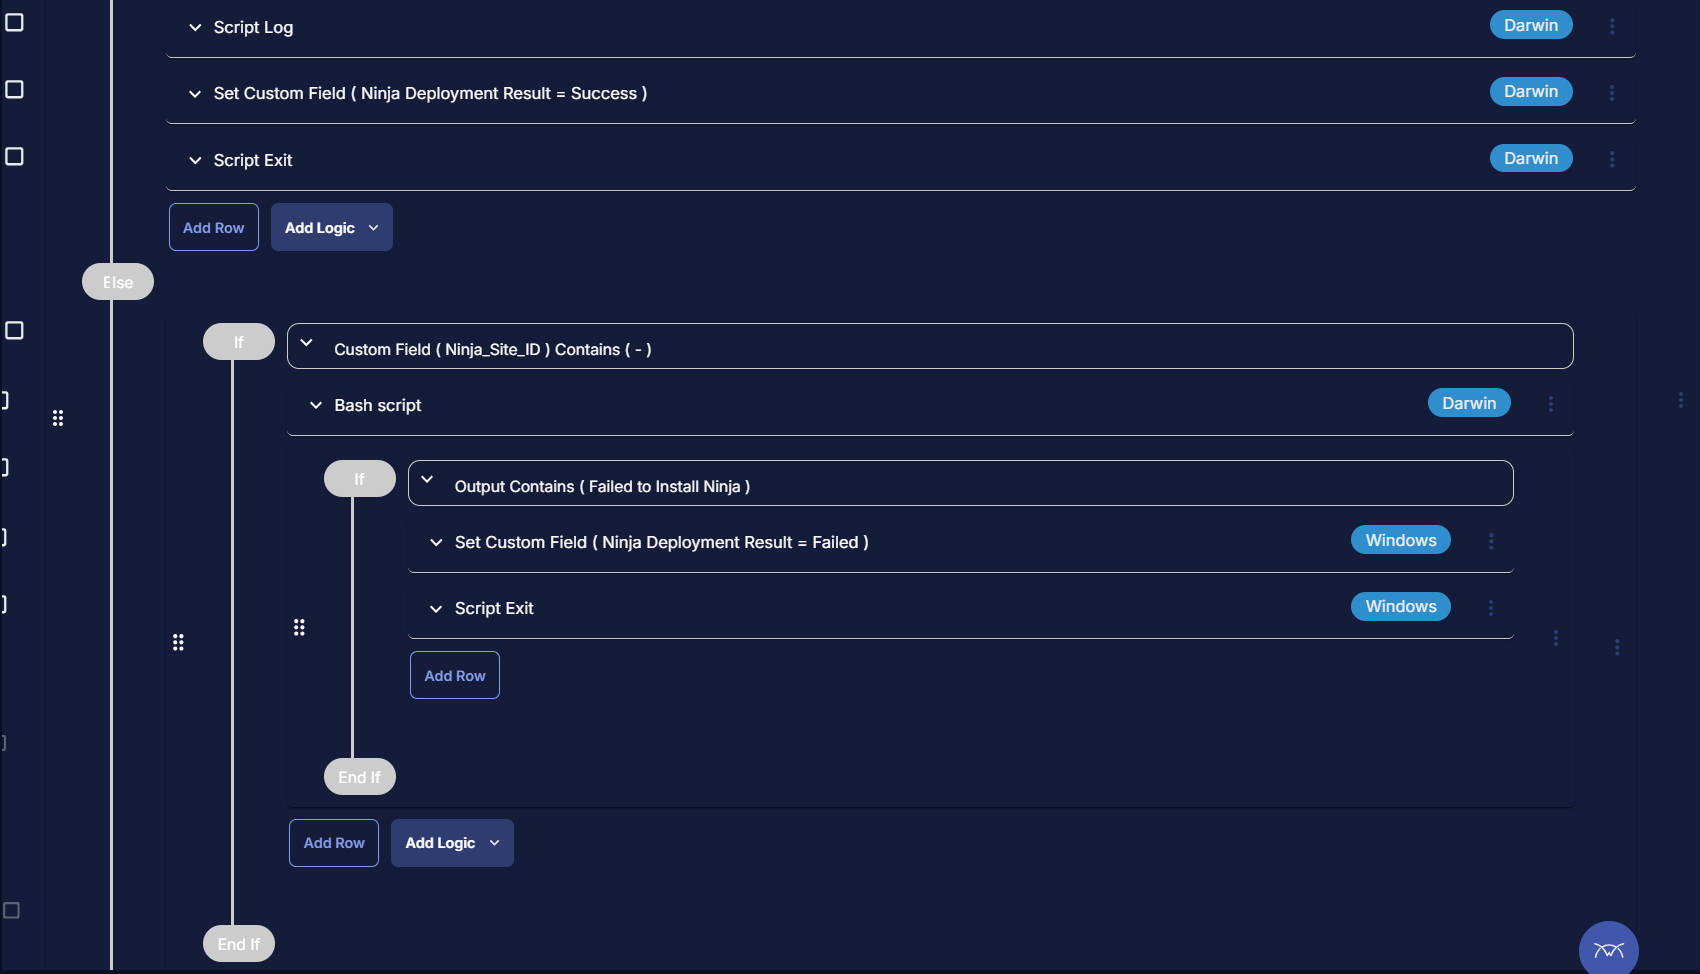 Script Log
Darwin
Set Custom Field ( Ninja Deployment Result = Success )
Darwin
Script Exit
Darwin
Add Row
Add Logic
Else
If
Custom Field ( Ninja_Site_ID ) Contains ( - )
Bash script
Darwin
If
Output Contains ( Failed to Install Ninja )
Set Custom Field ( Ninja Deployment Result = Failed )
Windows
Script Exit
Windows
Add Row
End If
Add Row
Add Logic
End If